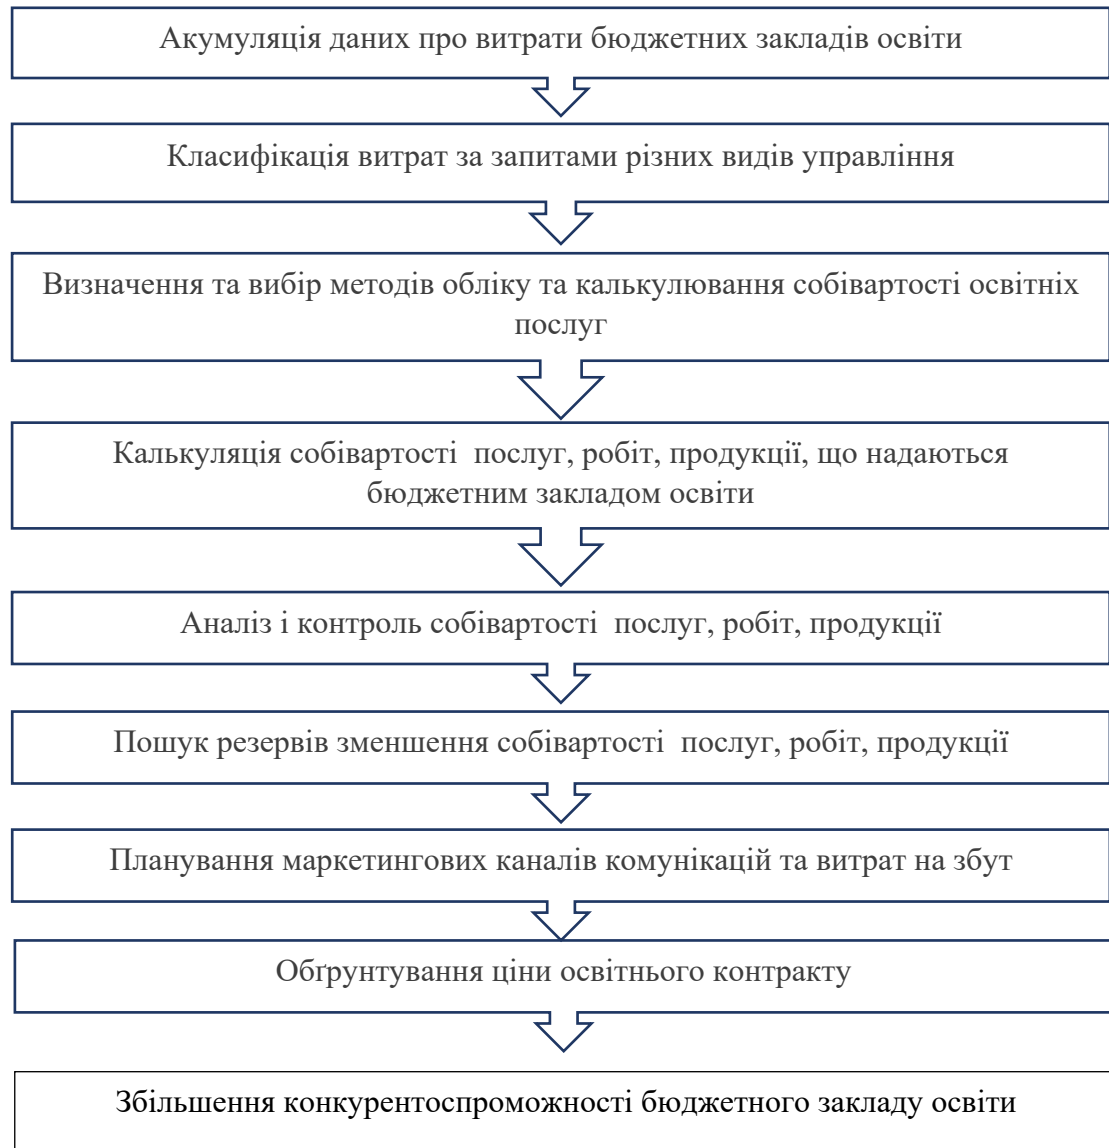 Акумуляція даних про витрати бюджетних закладів освіти
Класифікація витрат за запитами різних видів управління
Визначення та вибір методів обліку та калькулювання собівартості освітніх
послуг
Калькуляція собівартості  послуг, робіт, продукції, що надаються
бюджетним закладом освіти
Аналіз і контроль собівартості  послуг, робіт, продукції
Пошук резервів зменшення собівартості  послуг, робіт, продукції
Планування маркетингових каналів комунікацій та витрат на збут
Обґрунтування ціни освітнього контракту
Збільшення конкурентоспроможності бюджетного закладу освіти